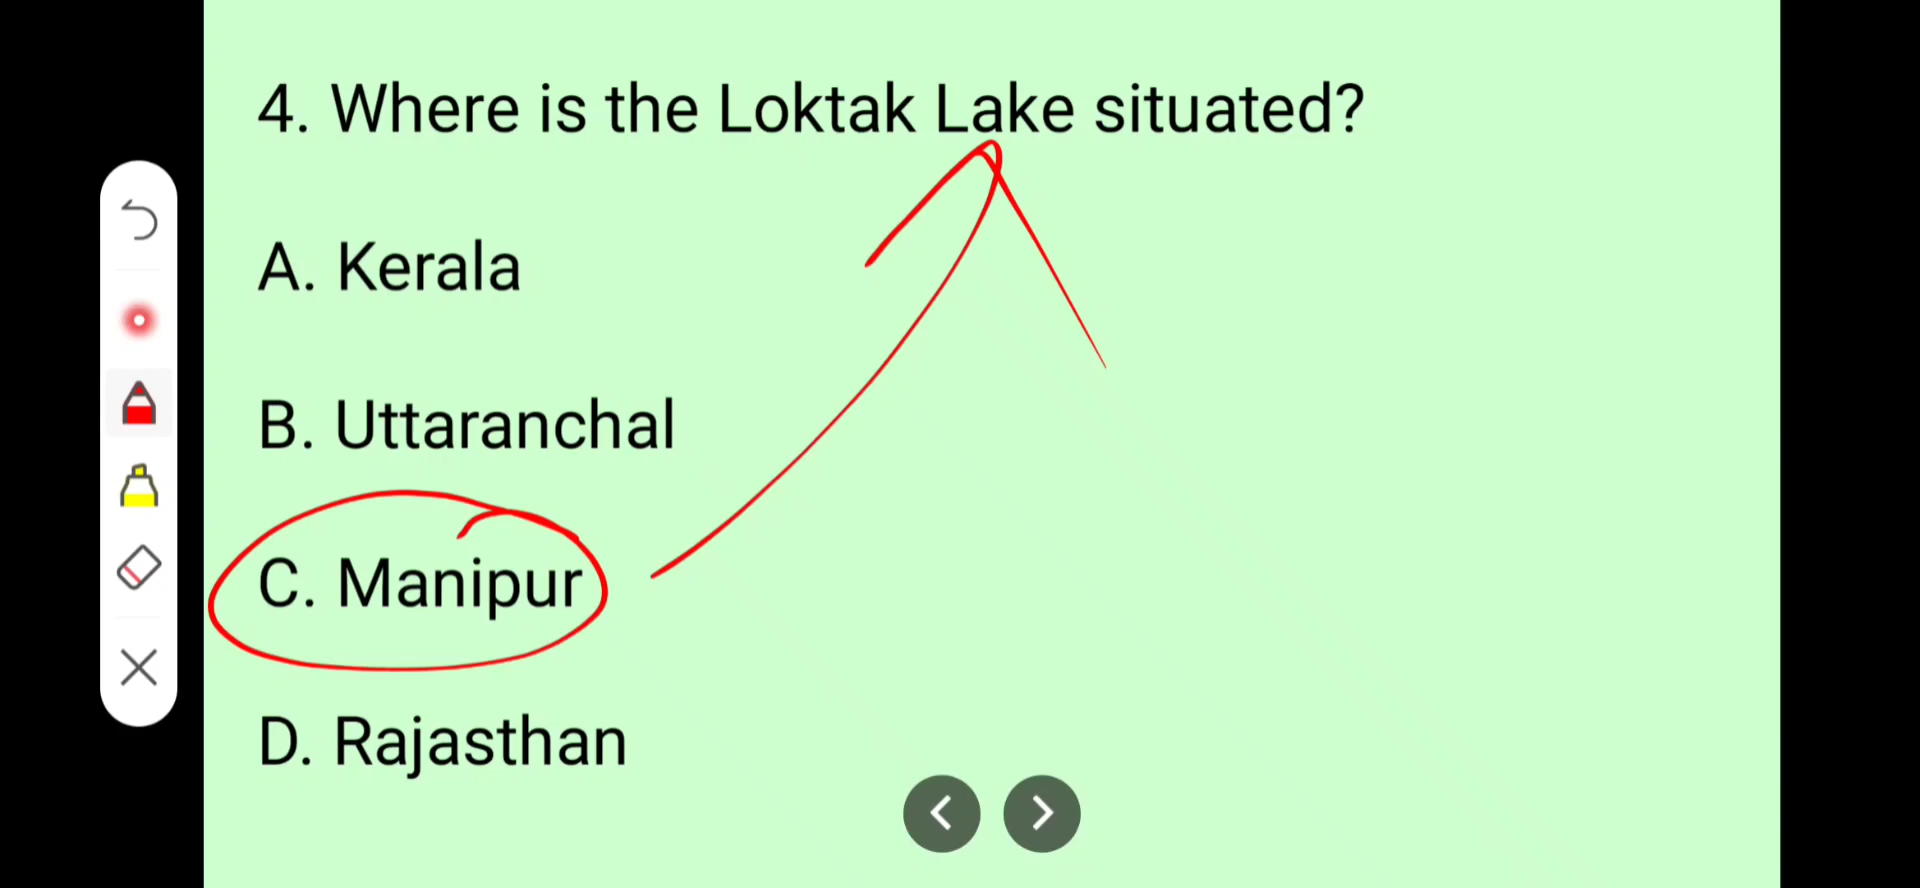 4. Where is the Loktak Lake situated?
A. Kerala
B. Uttaranchal
C. Manipur
D. Rajasthan